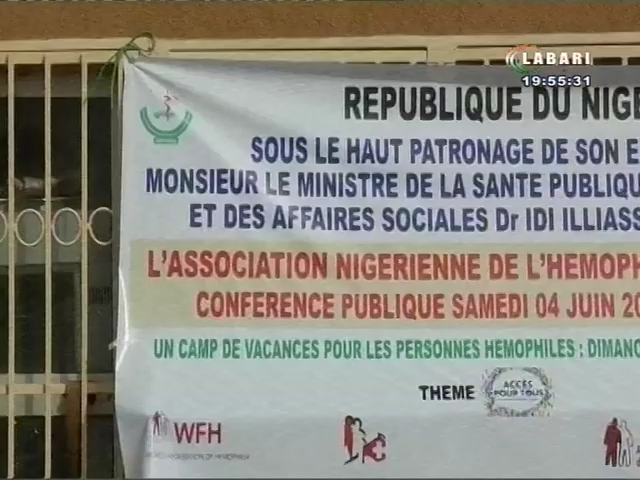 LABARI
19:55:31
REPUBLIQUE DU NIGE
SOUS LE HAUT PATRONAGE DE SON E
MONSIEUR LE MINISTRE DE LA SANTE PUBLIQU
ET DES AFFAIRES SOCIALES Dr IDI ILLIASS
L'ASSOCIATION NIGERIENNE DE L'HEMOPH
CONFERENCE PUBLIQUE SAMEDI 04 JUIN 20
UN CAMP DE VACANCES POUR LES PERSONNES HEMOPHILES : DIMANC
THEME
ACCÈS
POUR TOUS
WFH